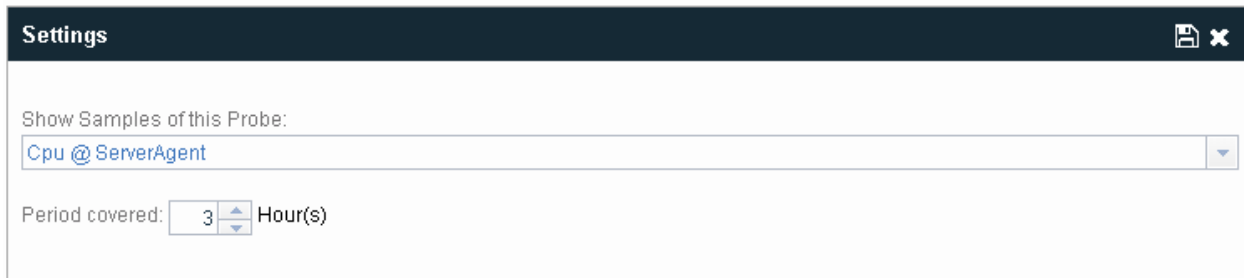 Settings
Show Samples of this Probe:
Cpu @ ServerAgent
Period covered: 3 Hour(s)